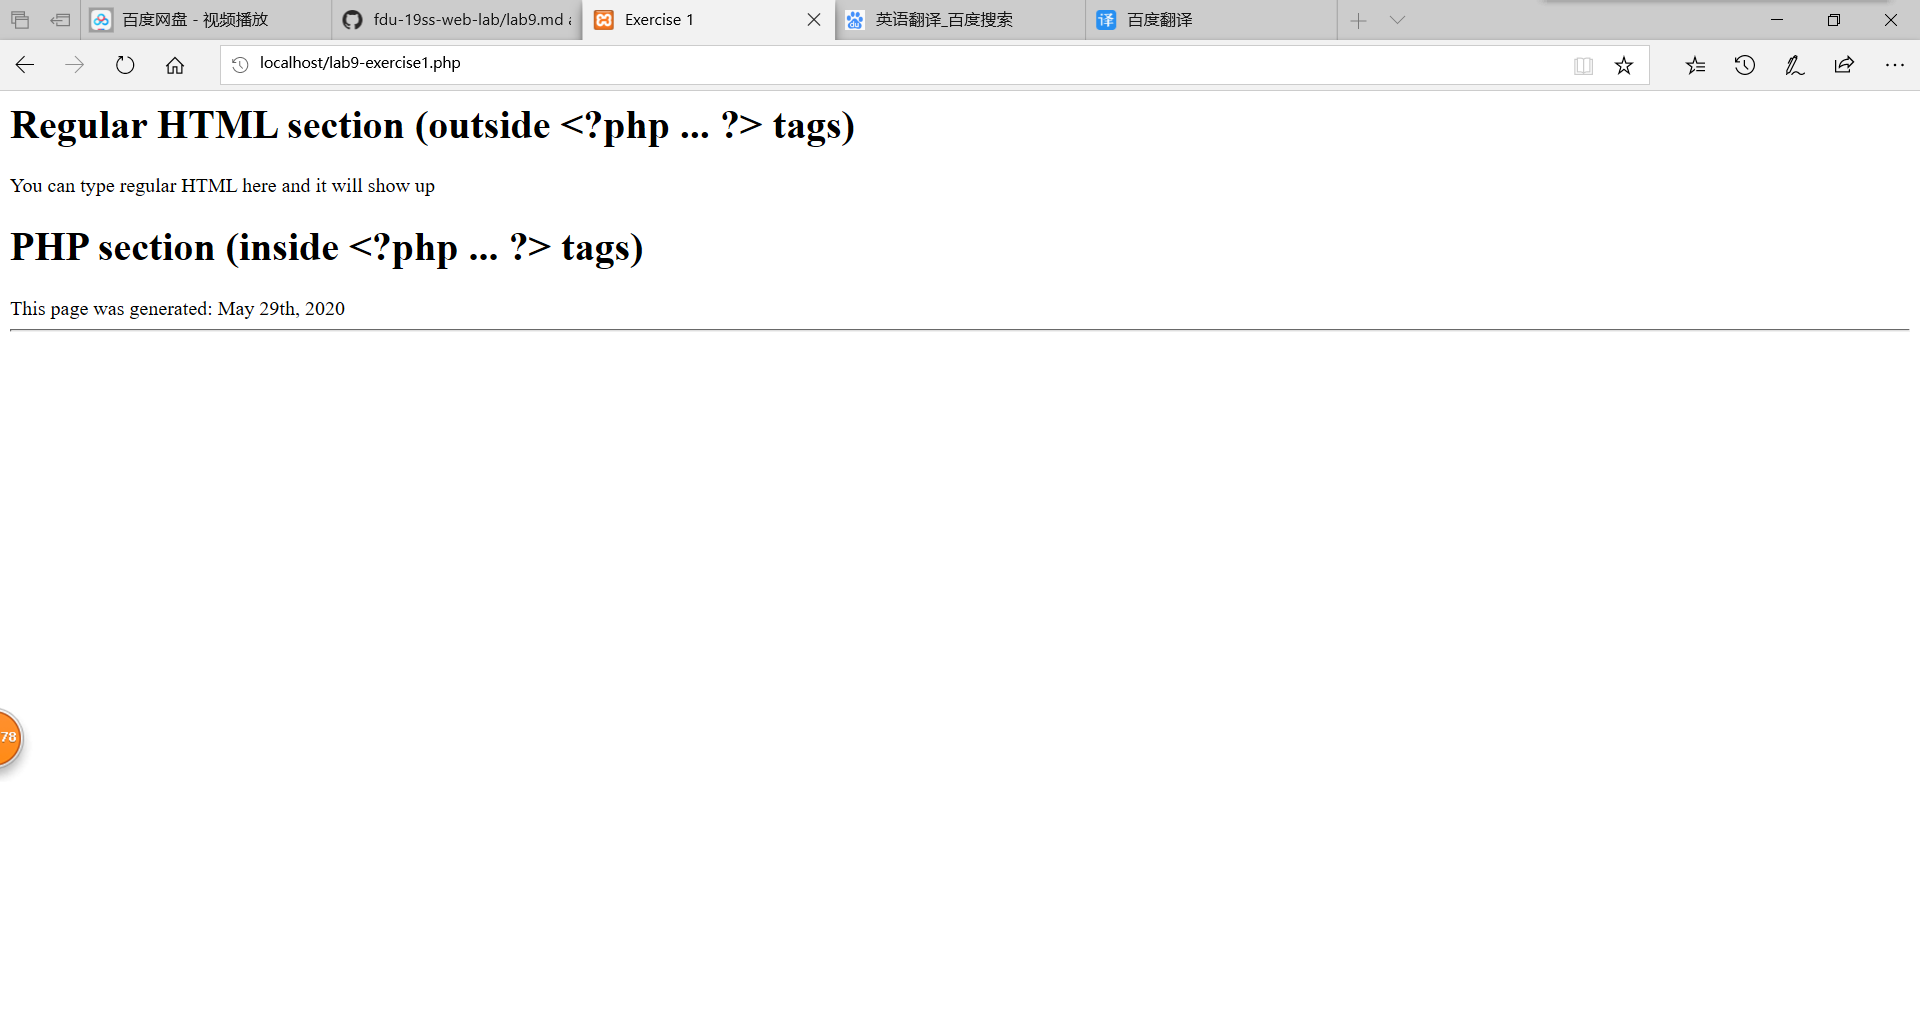 百度网盘 - 视频播放
fdu-19ss-web-lab/lab9.md a
Exercise 1
du
英语翻译_百度搜索
译
百度翻译
localhost/lab9-exercise1.php
Regular HTML section (outside <?php ... ?> tags)
You can type regular HTML here and it will show up
PHP section (inside <?php ... ?> tags)
This page was generated: May 29th, 2020
78